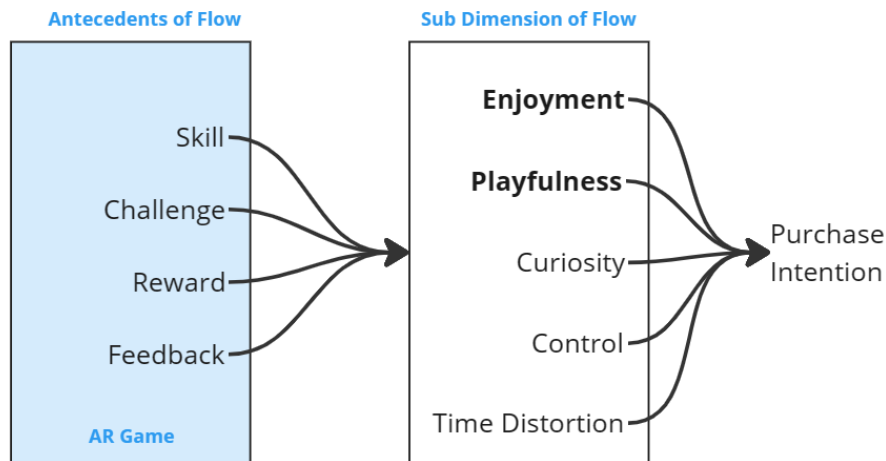 Antecedents of Flow
Skill
Challenge
Reward
Feedback
AR Game
Sub Dimension of Flow
Enjoyment
Playfulness
Curiosity
Control
Time Distortion
Purchase
Intention